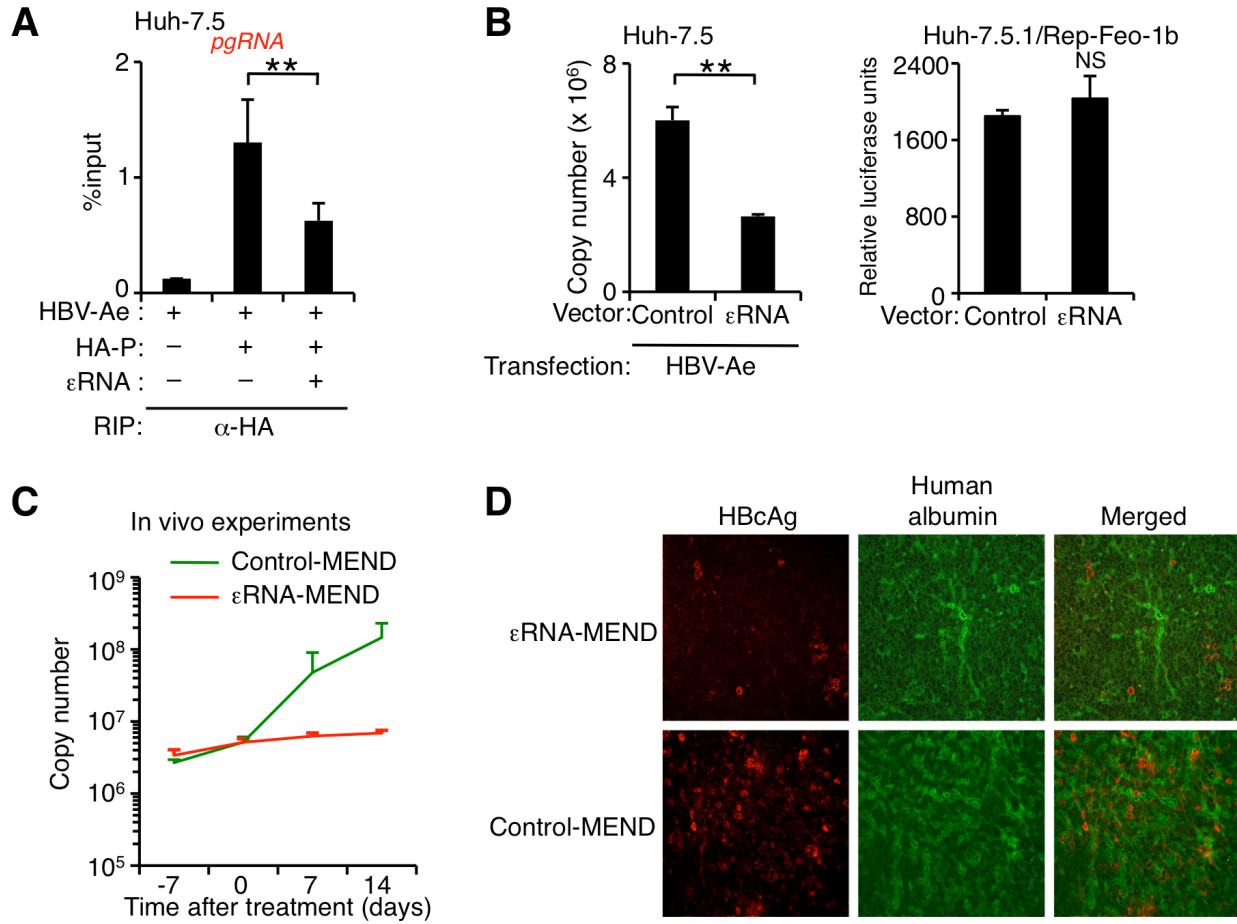 A
Huh-7.5
pgRNA
**
2
1
0
%input
HBV-Ae : + + +
HA-P: – + +
εRNA : – – +
RIP: α-HA
B
Huh-7.5
**
8
4
0
Copy number (x 10⁶)
Vector: Control εRNA
Transfection: HBV-Ae
Huh-7.5.1/Rep-Feo-1b
NS
2400
1600
800
0
Relative luciferase units
Vector: Control εRNA
C
In vivo experiments
Control-MEND
εRNA-MEND
10⁹
10⁸
10⁷
10⁶
10⁵
Copy number
-7 0 7 14
Time after treatment (days)
D
HBcAg
Human
albumin
Merged
εRNA-MEND
Control-MEND